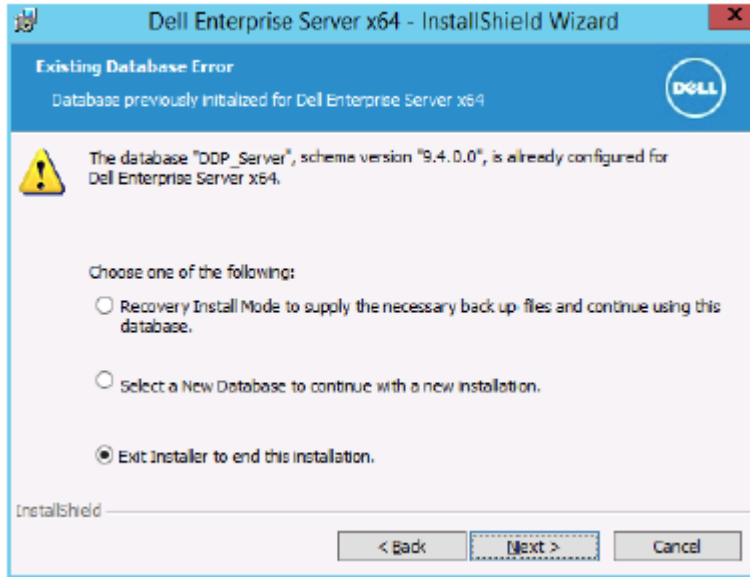 Dell Enterprise Server x64 - InstallShield Wizard
x
Existing Database Error
Database previously initialized for Dell Enterprise Server x64
DELL
The database "DDP_Server", schema version "9.4.0.0", is already configured for
Dell Enterprise Server x64.
Choose one of the following:
Recovery Install Mode to supply the necessary back up files and continue using this
database.
Select a New Database to continue with a new installation.
Exit Installer to end this installation.
InstallShield
< Back
Next >
Cancel